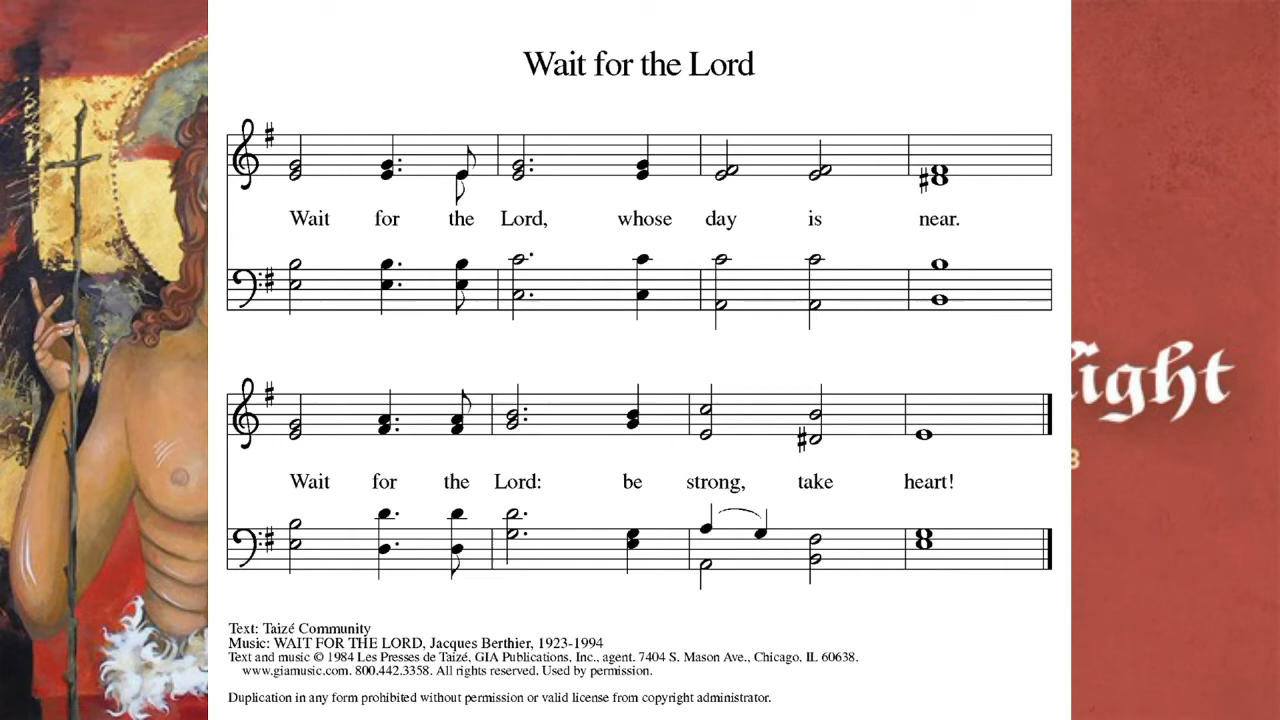 Wait for the Lord
Wait for the Lord, whose day is near.
Wait for the Lord: be strong, take heart!
light
3
Text: Taizé Community
Music: WAIT FOR THE LORD, Jacques Berthier, 1923-1994
Text and music © 1984 Les Presses de Taizé, GIA Publications, Inc., agent. 7404 S. Mason Ave., Chicago, IL 60638.
www.giamusic.com. 800.442.3358. All rights reserved. Used by permission.
Duplication in any form prohibited without permission or valid license from copyright administrator.